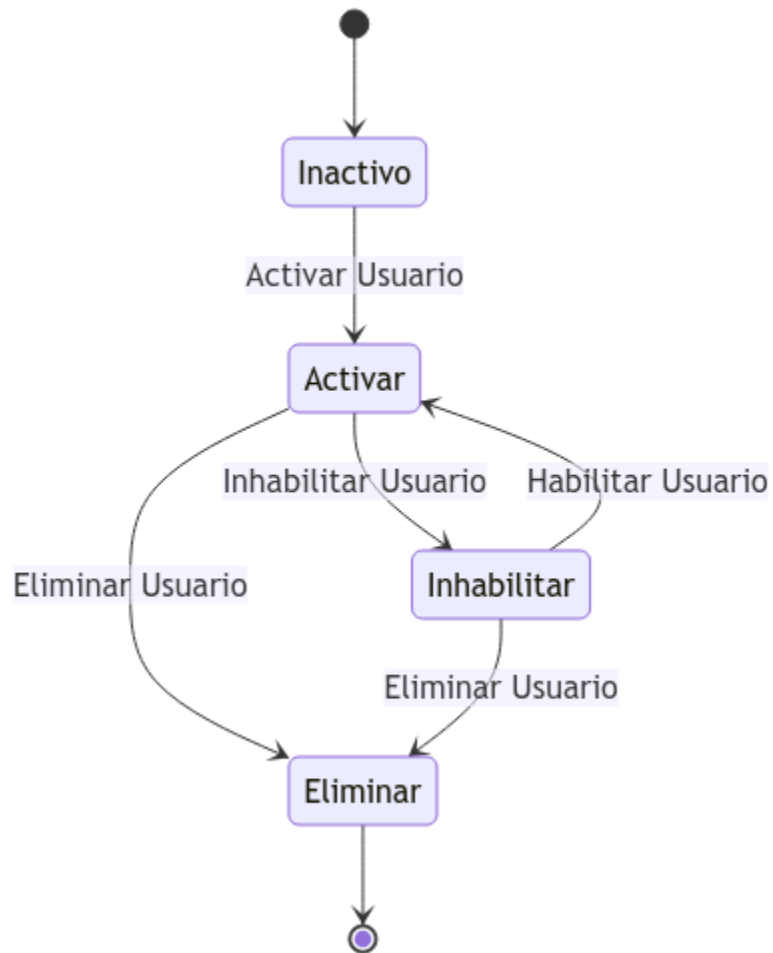 Inactivo
Activar Usuario
Activar
Inhabilitar Usuario
Habilitar Usuario
Eliminar Usuario
Inhabilitar
Eliminar Usuario
Eliminar